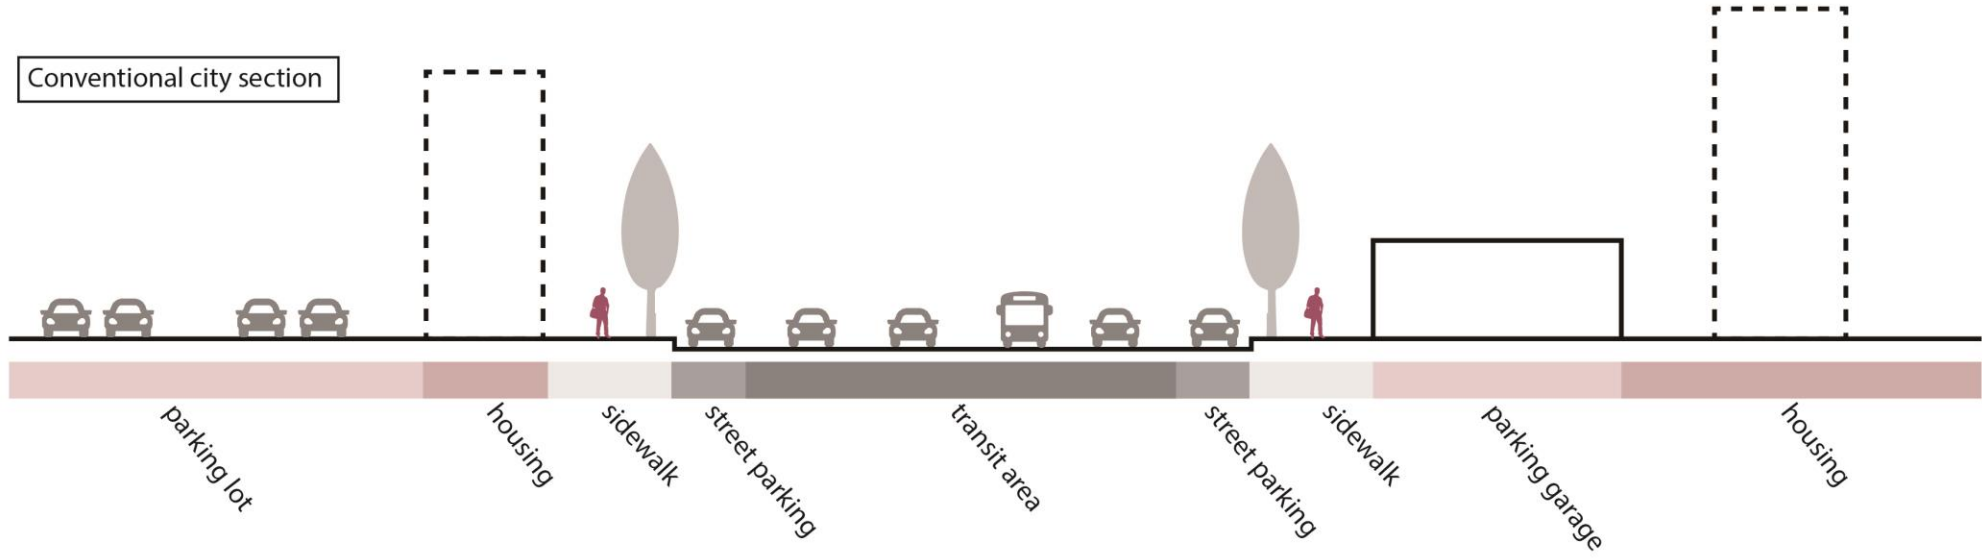 Conventional city section
parking lot
housing
sidewalk
street parking
transit area
street parking
sidewalk
parking garage
housing